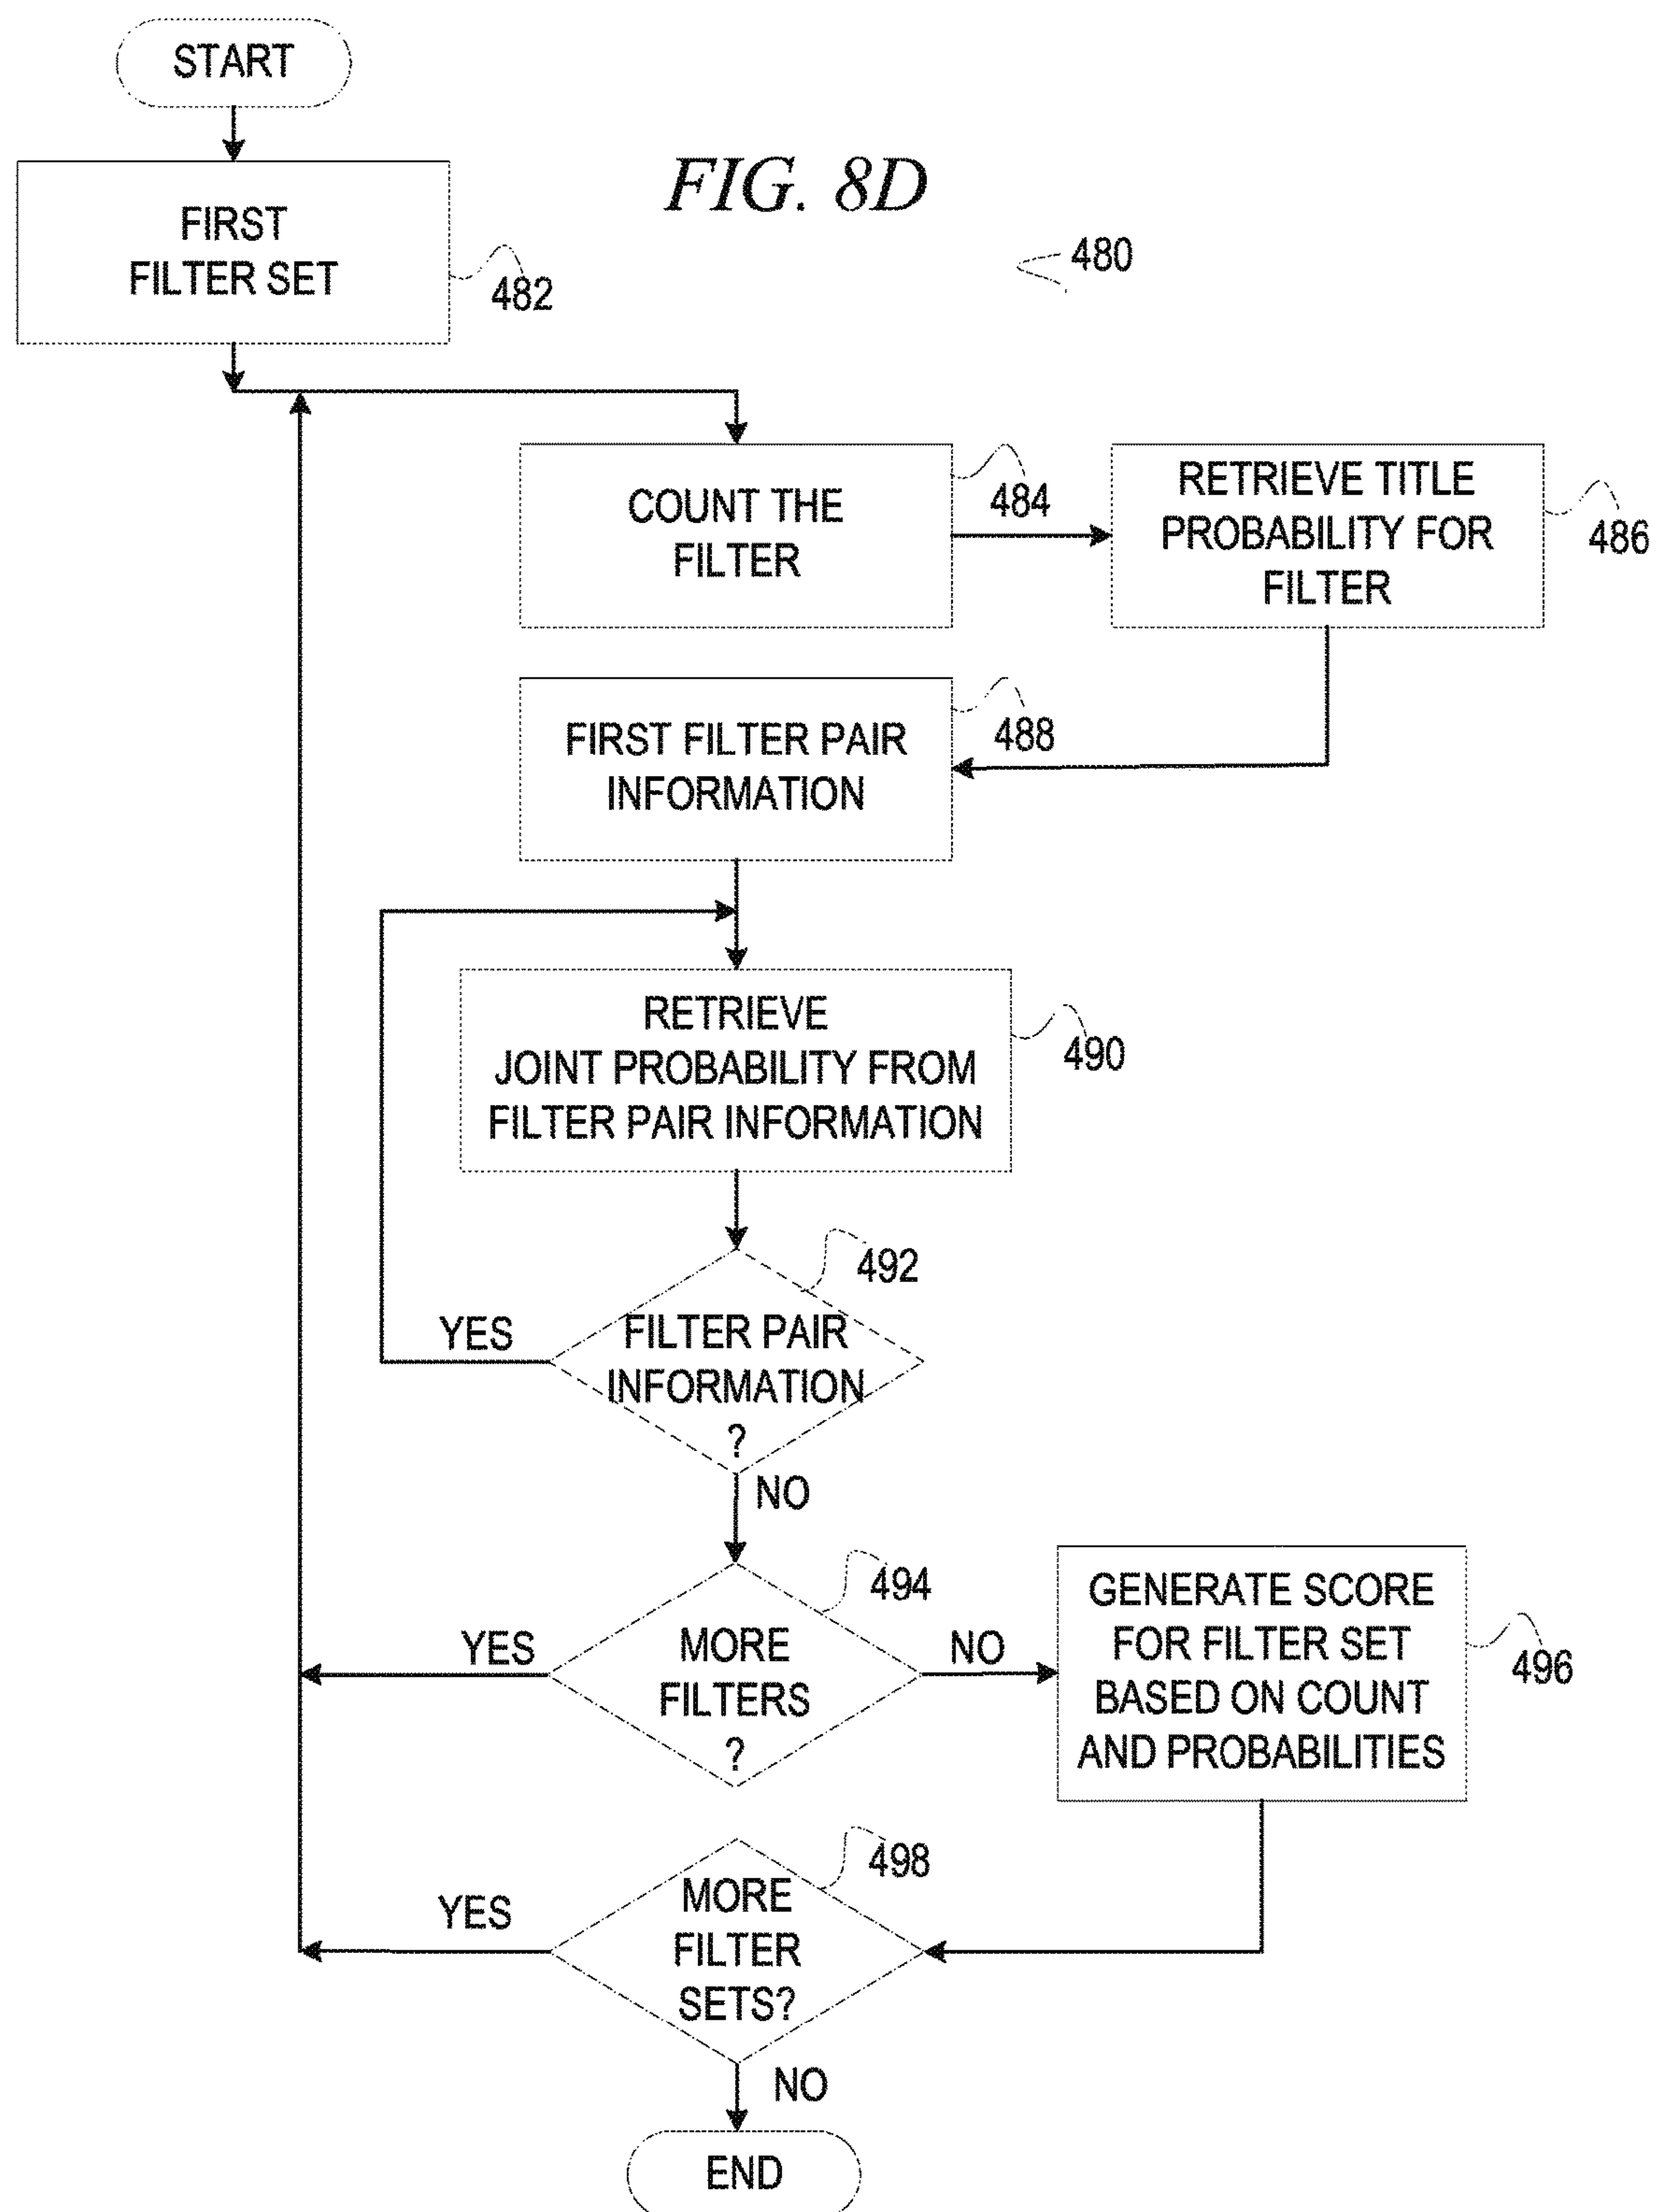 START
FIRST
FILTER SET
482
FIG. 8D
480
COUNT THE
FILTER
484
RETRIEVE TITLE
PROBABILITY FOR
FILTER
486
FIRST FILTER PAIR
INFORMATION
488
RETRIEVE
JOINT PROBABILITY FROM
FILTER PAIR INFORMATION
490
492
FILTER PAIR
INFORMATION
?
YES
NO
494
MORE
FILTERS
?
YES
NO
GENERATE SCORE
FOR FILTER SET
BASED ON COUNT
AND PROBABILITIES
496
498
MORE
FILTER
SETS?
YES
NO
END